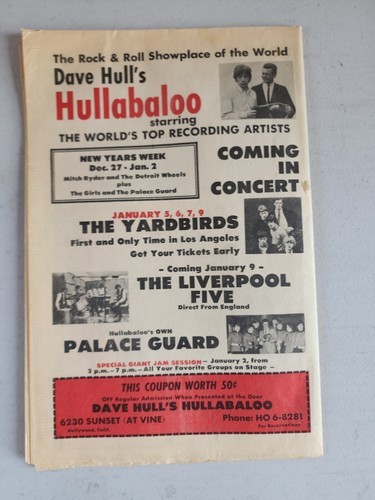 The Rock & Roll Showplace of the World
Dave Hull's
Hullabaloo
starring
THE WORLD'S TOP RECORDING ARTISTS
NEW YEARS WEEK
Dec. 27 - Jan. 2
Mitch Ryder and The Detroit Wheels
plus
The Girls and The Palace Guard
COMING
IN
CONCERT
JANUARY 5, 6, 7, 9
THE YARDBIRDS
First and Only Time in Los Angeles
Get Your Tickets Early
– Coming January 9 –
THE LIVERPOOL
FIVE
Direct From England
Hullabaloo's OWN
PALACE GUARD
SPECIAL GIANT JAM SESSION – January 2, from
2 p.m. – 7 p.m. – All Your Favorite Groups on Stage –
THIS COUPON WORTH 50¢
OFF Regular Admission When Presented at the Door
DAVE HULL'S HULLABALOO
6230 SUNSET (AT VINE) Phone: HO 6-8281
Hollywood, Calif. For Reservations